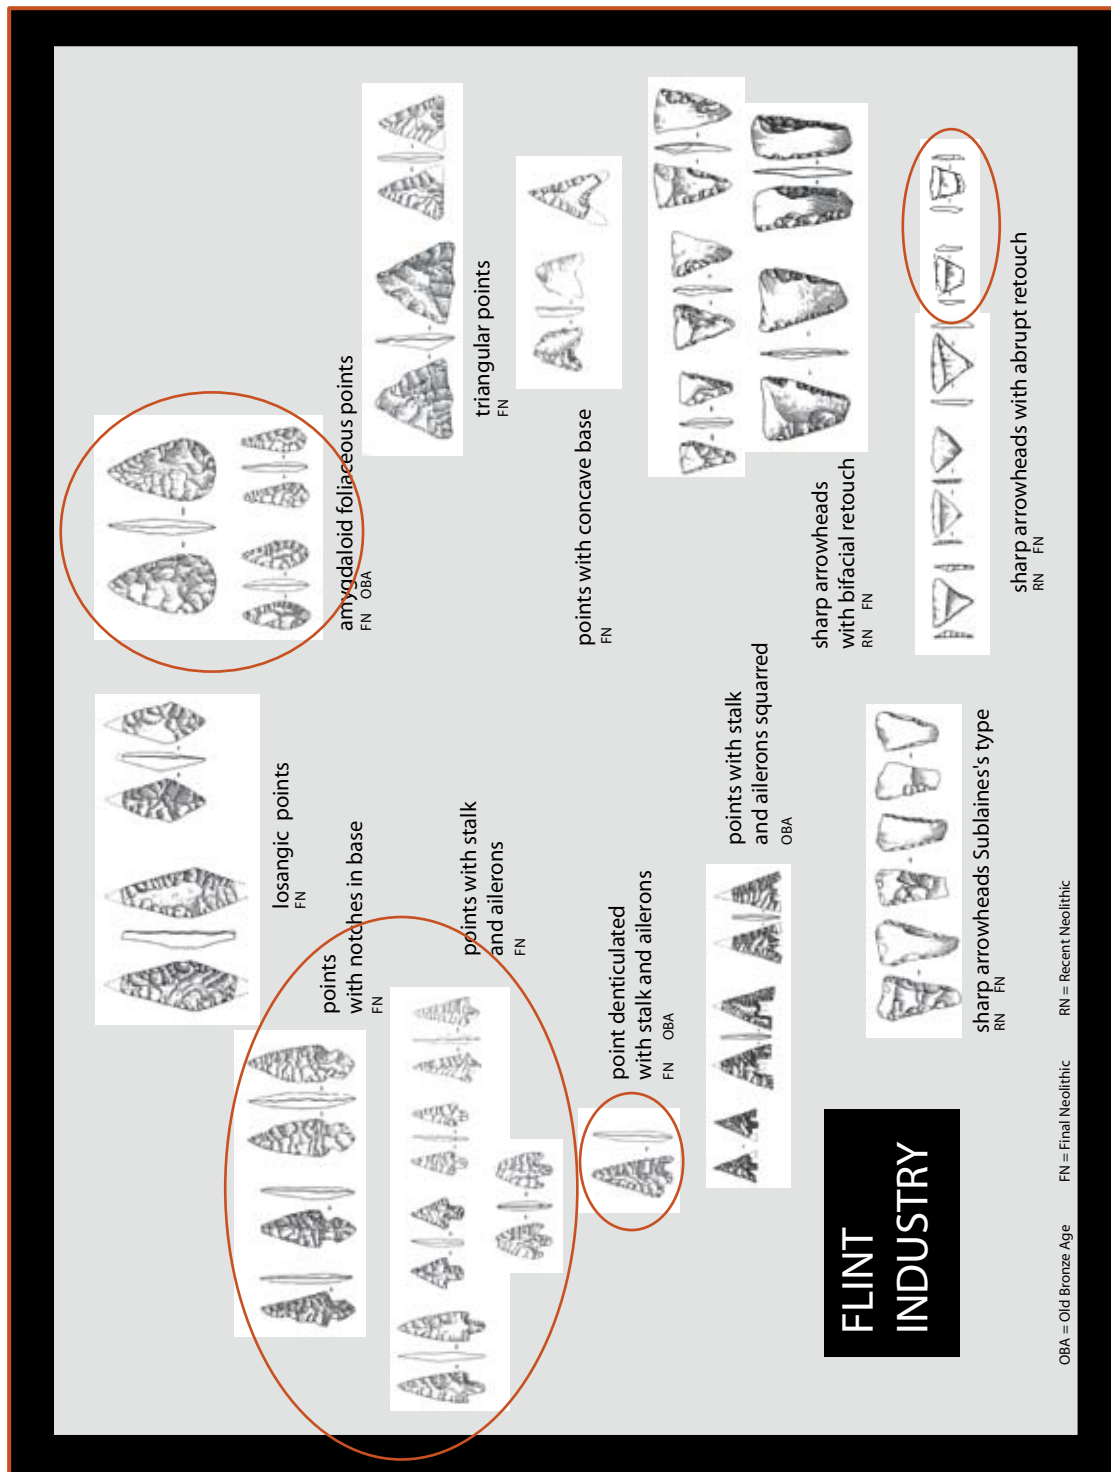 losangic points
FN
amygdaloid foliaceous points
FN OBA
points
with notches in base
FN
triangular points
FN
points with stalk
and ailerons
FN
points with concave base
FN
point denticulated
with stalk and ailerons
FN OBA
points with stalk
and ailerons squarred
OBA
sharp arrowheads
with bifacial retouch
RN FN
FLINT
INDUSTRY
sharp arrowheads Sublaines's type
RN FN
sharp arrowheads with abrupt retouch
RN FN
OBA = Old Bronze Age FN = Final Neolithic RN = Recent Neolithic